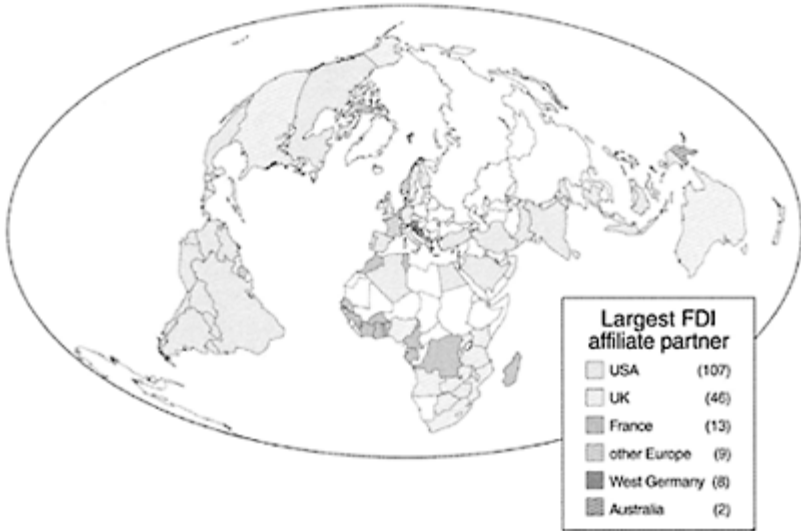 Largest FDI
affiliate partner
USA (107)
UK (46)
France (13)
other Europe (9)
West Germany (8)
Australia (2)